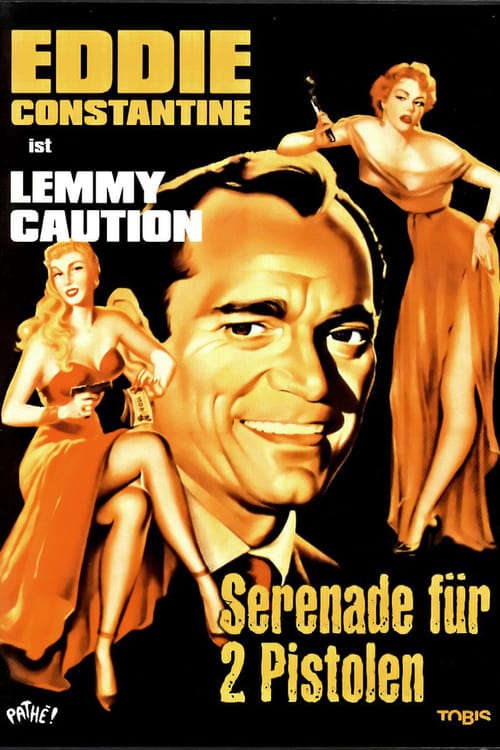 EDDIE
CONSTANTINE
ist
LEMMY
CAUTION
Serenade für
2 Pistolen
PATHÉ!
TOBIS